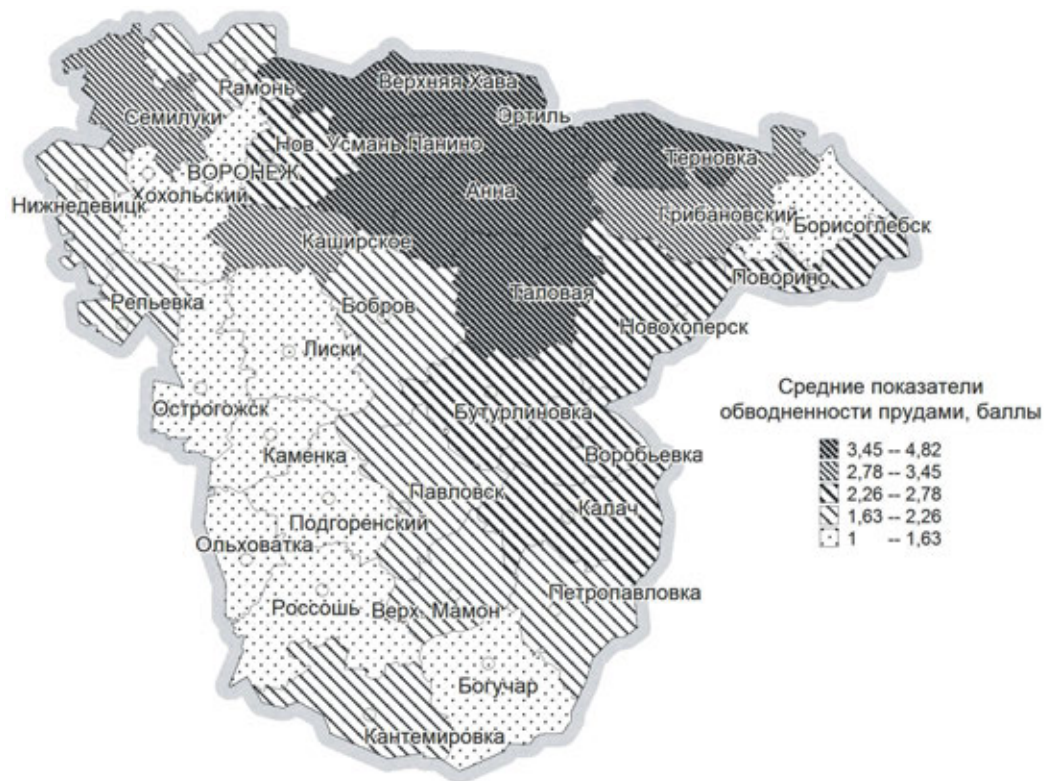 Верхняя Хава
Рамонь
Эртиль
Семилуки
Нов. Усмань Панино
Терновка
ВОРОНЕЖ
Анна
Хохольский
Нижнедевицк
Грибановский
Борисоглебск
Каширское
Поворино
Таловая
Репьевка
Бобров
Новохоперск
Лиски
Острогожск
Бутурлиновка
Каменка
Воробьевка
Павловск
Калач
Подгоренский
Ольховатка
Петропавловка
Россошь
Верх. Мамон
Богучар
Кантемировка
Средние показатели
обводненности прудами, баллы
3,45 -- 4,82
2,78 -- 3,45
2,26 -- 2,78
1,63 -- 2,26
1 -- 1,63